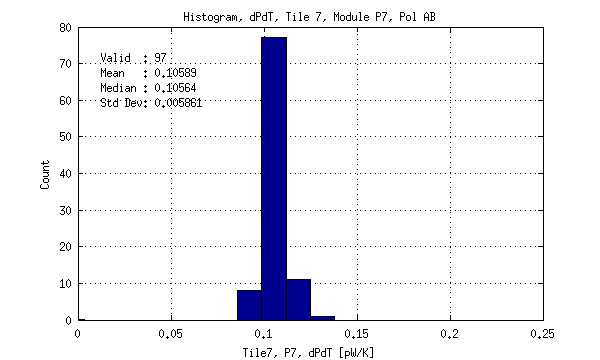 Histogram, dPdT, Tile 7, Module P7, Pol AB
80
70
60
50
40
30
20
10
0
Count
Valid : 97
Mean : 0.10589
Median : 0.10564
Std Dev: 0.005861
0 0.05 0.1 0.15 0.2 0.25
Tile7, P7, dPdT [pW/K]